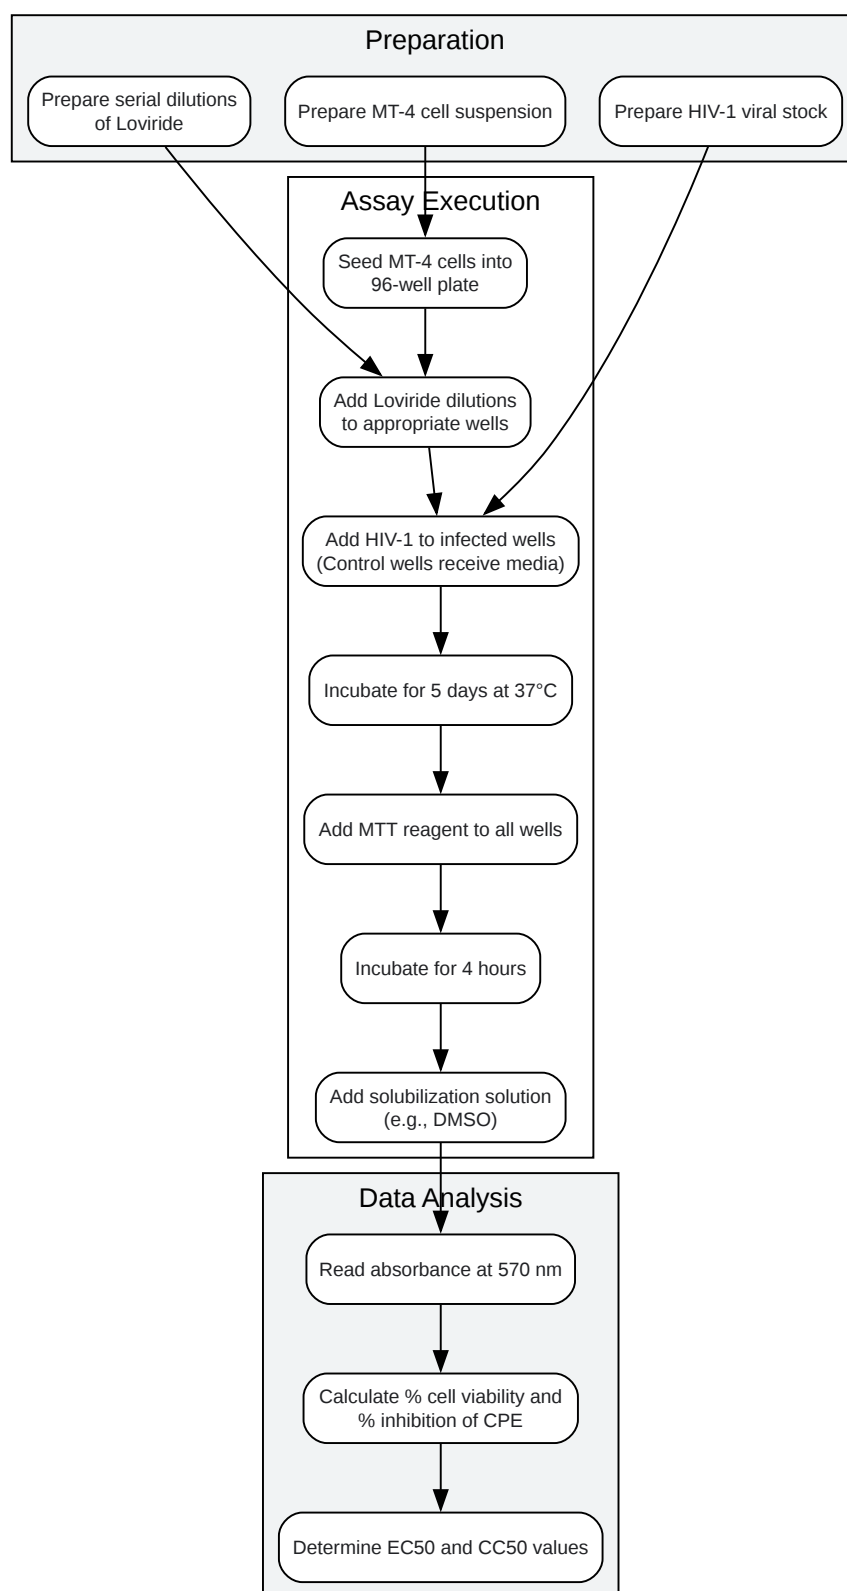 Preparation
Prepare serial dilutions
of Loviride
Prepare MT-4 cell suspension
Prepare HIV-1 viral stock
Assay Execution
Seed MT-4 cells into
96-well plate
Add Loviride dilutions
to appropriate wells
Add HIV-1 to infected wells
(Control wells receive media)
Incubate for 5 days at 37°C
Add MTT reagent to all wells
Incubate for 4 hours
Add solubilization solution
(e.g., DMSO)
Data Analysis
Read absorbance at 570 nm
Calculate % cell viability and
% inhibition of CPE
Determine EC50 and CC50 values